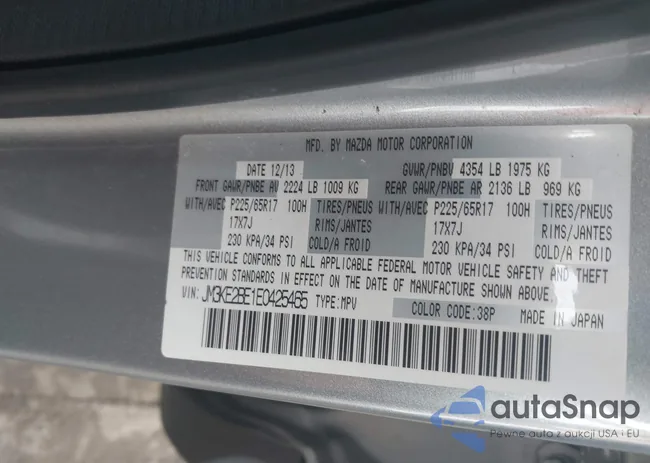 MFD. BY MAZDA MOTOR CORPORATION
DATE 12/13 GVWR/PNBV 4354 LB 1975 KG
FRONT GAWR/PNBE AV 2224 LB 1009 KG REAR GAWR/PNBE AR 2136 LB 969 KG
WITH/AVEC P225/65R17 100H TIRES/PNEUS WITH/AVEC P225/65R17 100H TIRES/PNEUS
17X7J RIMS/JANTES 17X7J RIMS/JANTES
230 KPA/34 PSI COLD/A FROID 230 KPA/34 PSI COLD/A FROID
THIS VEHICLE CONFORMS TO ALL APPLICABLE FEDERAL MOTOR VEHICLE SAFETY AND THEFT
PREVENTION STANDARDS IN EFFECT ON THE DATE OF MANUFACTURE SHOWN ABOVE.
VIN: JM3KE2BE1E0425465 TYPE:MPV
COLOR CODE:38P MADE IN JAPAN
autaSnap
Pewne auta z aukcji USA i EU